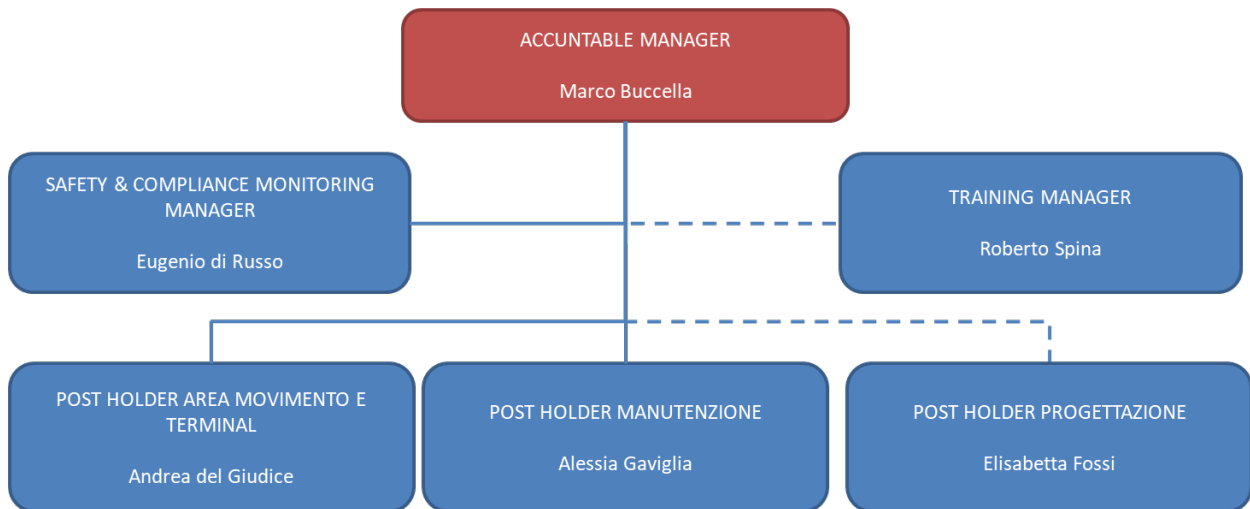 ACCUNTABLE MANAGER
Marco Buccella
SAFETY & COMPLIANCE MONITORING
MANAGER
Eugenio di Russo
TRAINING MANAGER
Roberto Spina
POST HOLDER AREA MOVIMENTO E
TERMINAL
Andrea del Giudice
POST HOLDER MANUTENZIONE
Alessia Gaviglia
POST HOLDER PROGETTAZIONE
Elisabetta Fossi